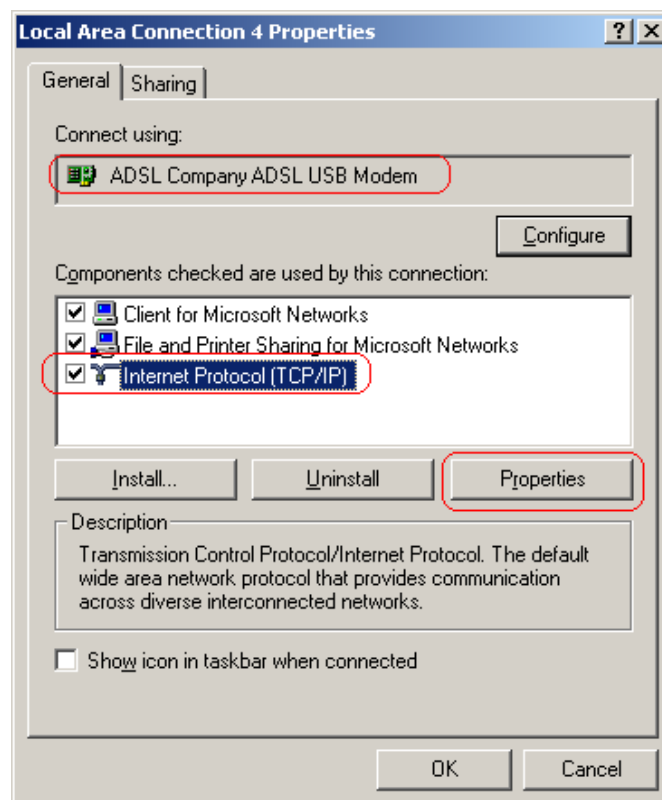 Local Area Connection 4 Properties
General Sharing
Connect using:
ADSL Company ADSL USB Modem
Configure
Components checked are used by this connection:
Client for Microsoft Networks
File and Printer Sharing for Microsoft Networks
Internet Protocol (TCP/IP)
Install... Uninstall Properties
Description
Transmission Control Protocol/Internet Protocol. The default
wide area network protocol that provides communication
across diverse interconnected networks.
Show icon in taskbar when connected
OK Cancel